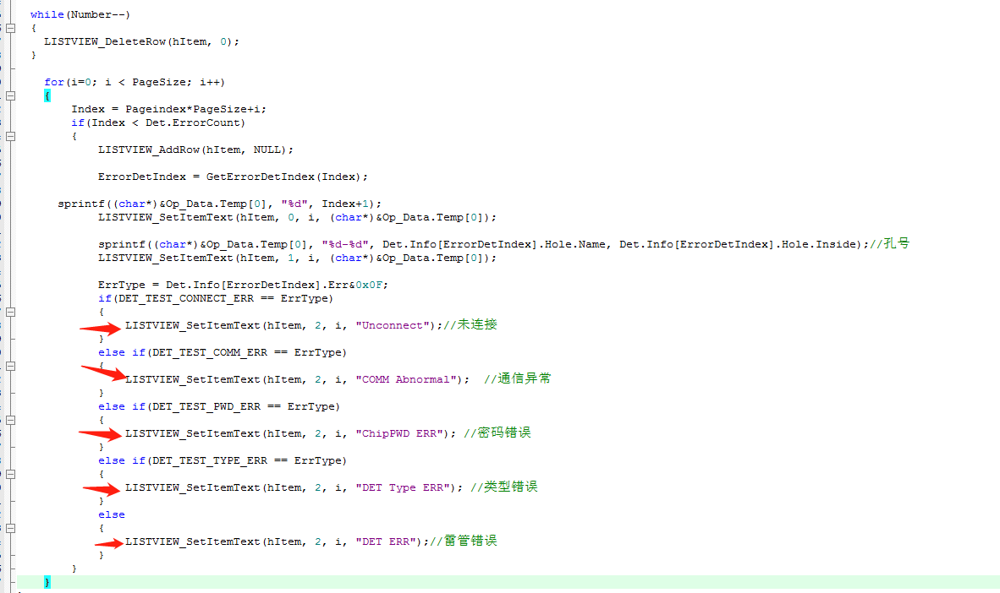 while(Number--)
{
LISTVIEW_DeleteRow(hItem, 0);
}
for(i=0; i < PageSize; i++)
{
Index = Pageindex*PageSize+i;
if(Index < Det.ErrorCount)
{
LISTVIEW_AddRow(hItem, NULL);
ErrorDetIndex = GetErrorDetIndex(Index);
sprintf((char*)&Op_Data.Temp[0], "%d", Index+1);
LISTVIEW_SetItemText(hItem, 0, i, (char*)&Op_Data.Temp[0]);
sprintf((char*)&Op_Data.Temp[0], "%d-%d", Det.Info[ErrorDetIndex].Hole.Name, Det.Info[ErrorDetIndex].Hole.Inside);//孔号
LISTVIEW_SetItemText(hItem, 1, i, (char*)&Op_Data.Temp[0]);
ErrType = Det.Info[ErrorDetIndex].Err&0x0F;
if(DET_TEST_CONNECT_ERR == ErrType)
{
LISTVIEW_SetItemText(hItem, 2, i, "Unconnect");//未连接
}
else if(DET_TEST_COMM_ERR == ErrType)
{
LISTVIEW_SetItemText(hItem, 2, i, "COMM Abnormal"); //通信异常
}
else if(DET_TEST_PWD_ERR == ErrType)
{
LISTVIEW_SetItemText(hItem, 2, i, "ChipPWD ERR"); //密码错误
}
else if(DET_TEST_TYPE_ERR == ErrType)
{
LISTVIEW_SetItemText(hItem, 2, i, "DET Type ERR"); //类型错误
}
else
{
LISTVIEW_SetItemText(hItem, 2, i, "DET ERR");//雷管错误
}
}
}